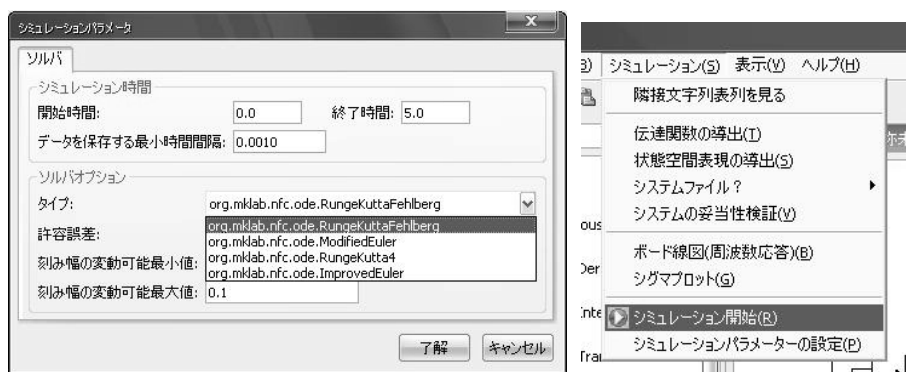 シミュレーションパラメータ
ソルバ
シミュレーション時間
開始時間: 0.0 終了時間: 5.0
データを保存する最小時間間隔: 0.0010
ソルバオプション
タイプ: org.mklab.nfc.ode.RungeKuttaFehlberg
org.mklab.nfc.ode.RungeKuttaFehlberg
許容誤差:
org.mklab.nfc.ode.ModifiedEuler
org.mklab.nfc.ode.RungeKutta4
刻み幅の変動可能最小値:
org.mklab.nfc.ode.ImprovedEuler
刻み幅の変動可能最大値: 0.1
了解 キャンセル
シミュレーション(S) 表示(V) ヘルプ(H)
隣接文字列表列を見る
伝達関数の導出(T)
状態空間表現の導出(S)
システムファイル?
システムの妥当性検証(V)
ボード線図(周波数応答)(B)
シグマプロット(G)
シミュレーション開始(R)
シミュレーションパラメーターの設定(P)